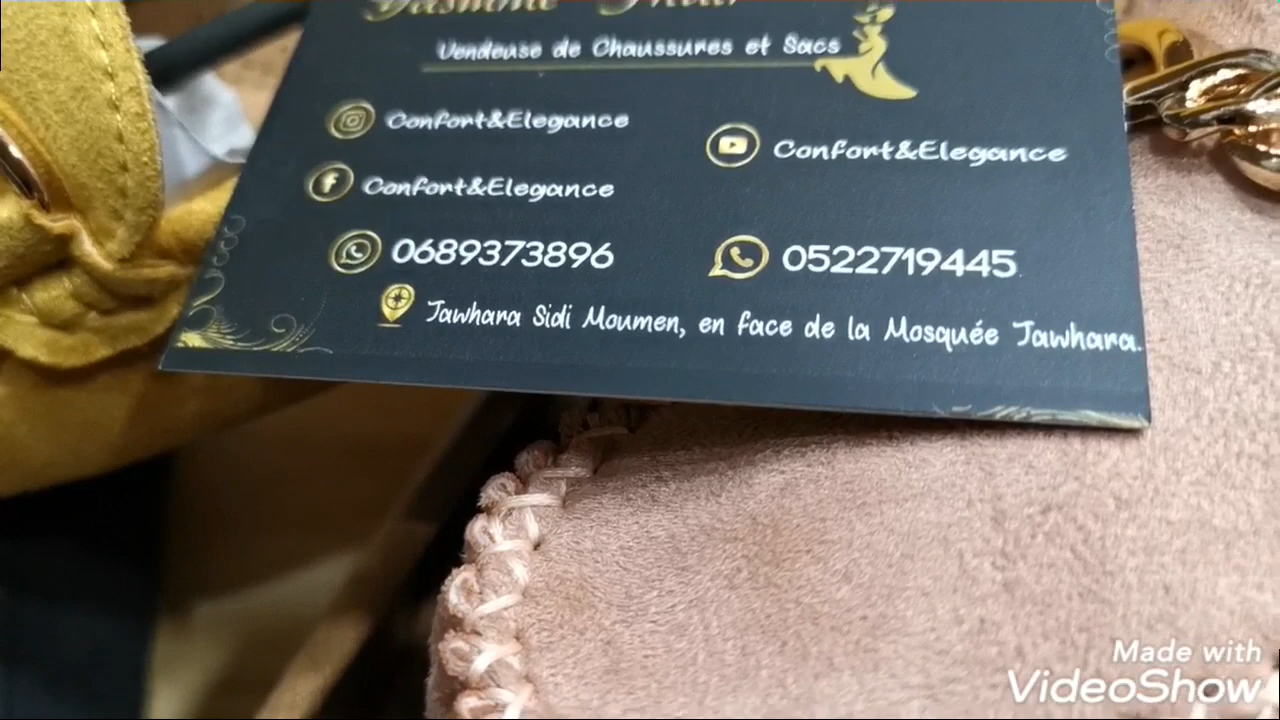 Vendeuse de Chaussures et Sacs
Confort&Elegance
Confort&Elegance
Confort&Elegance
0689373896
0522719445
Jawhara Sidi Moumen, en face de la Mosquée Jawhara.
Made with
VideoShow